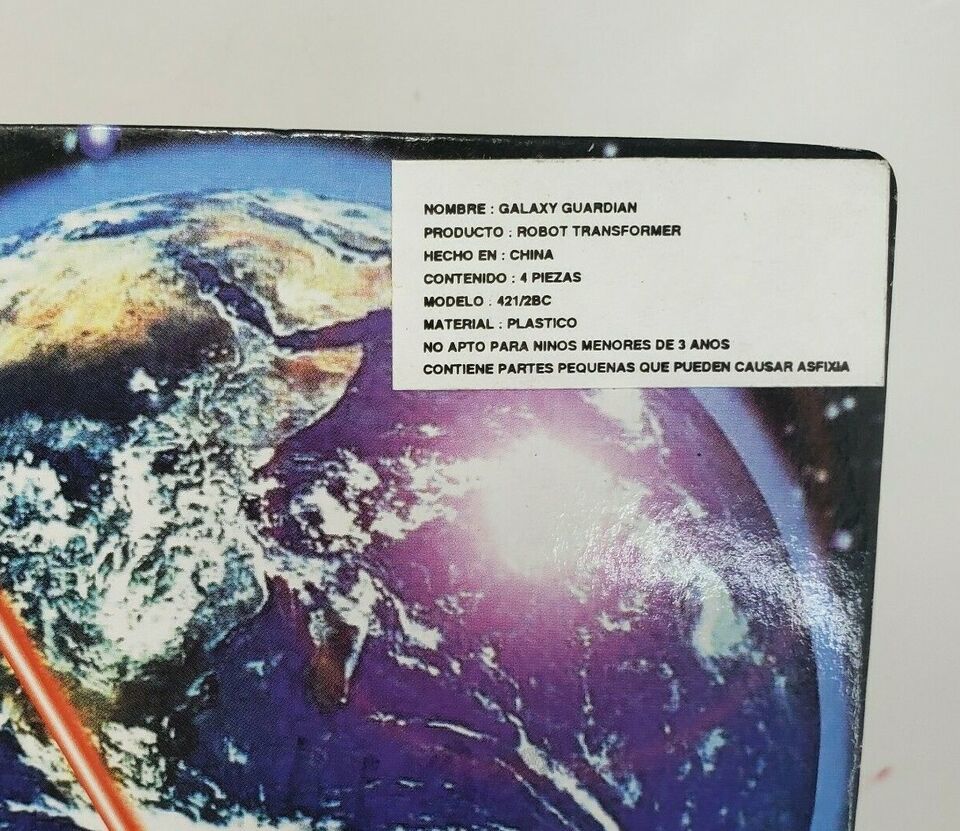 NOMBRE : GALAXY GUARDIAN
PRODUCTO : ROBOT TRANSFORMER
HECHO EN : CHINA
CONTENIDO : 4 PIEZAS
MODELO : 421/2BC
MATERIAL : PLASTICO
NO APTO PARA NINOS MENORES DE 3 ANOS
CONTIENE PARTES PEQUENAS QUE PUEDEN CAUSAR ASFIXIA